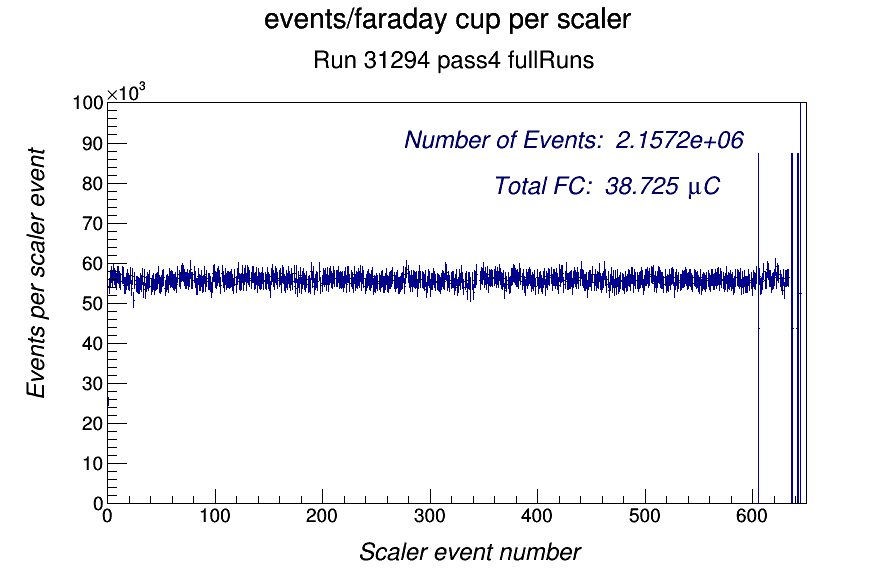 events/faraday cup per scaler
Run 31294 pass4 fullRuns
×10³
100
90
80
70
60
50
40
30
20
10
0
Events per scaler event
Number of Events: 2.1572e+06
Total FC: 38.725 μC
0 100 200 300 400 500 600
Scaler event number